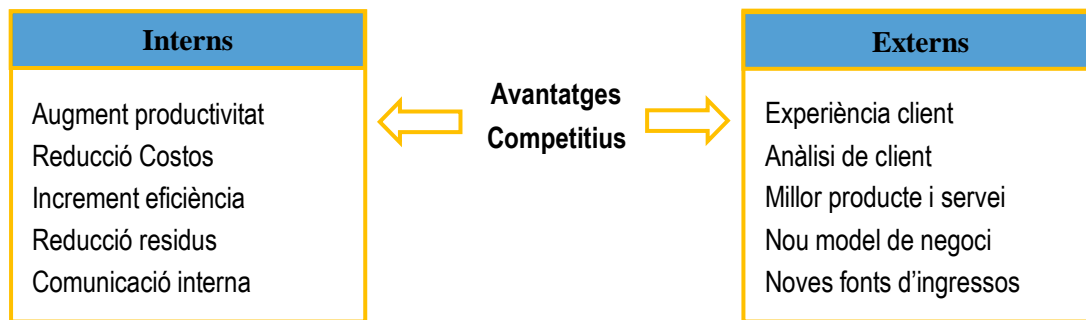 Interns
Augment productivitat
Reducció Costos
Increment eficiència
Reducció residus
Comunicació interna
Avantatges
Competitius
Externs
Experiència client
Anàlisi de client
Millor producte i servei
Nou model de negoci
Noves fonts d’ingressos